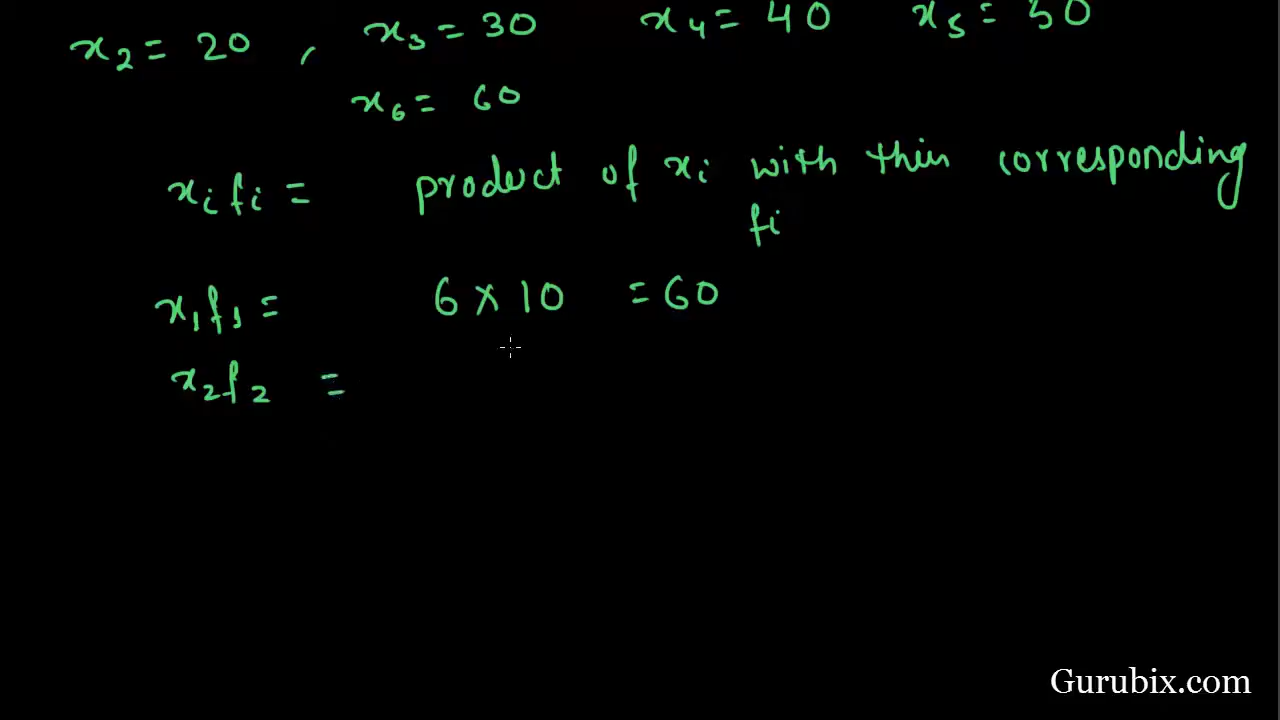 x₂ = 20 , x₃ = 30 x₄ = 40 x₅ = 50
x₆ = 60
xᵢfᵢ = product of xᵢ with thin corresponding
fi
x₁f₁ = 6 × 10 = 60
x₂f₂ =
Gurubix.com